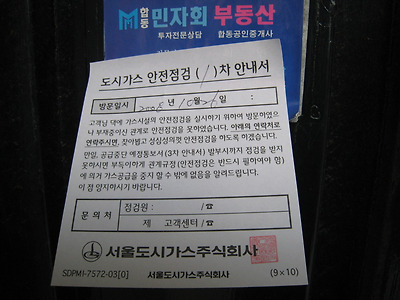 합동 민자회 부동산
투자전문상담 합동공인중개사
도시가스 안전점검 ( / )차 안내서
방문일시 2008년 10월 26일 :
고객님 댁에 가스시설의 안전점검을 실시하기 위하여 방문하였으
나 부재중이신 관계로 안전점검을 못하였습니다. 아래의 연락처로
연락주시면, 찾아뵙고 성심성의껏 안전점검을 하도록 하겠습니다.
만일, 공급중단 예정통보서(3차 안내서) 발부시까지 점검을 받지
못하시면 부득이하게 관계규정(안전점검은 반드시 필하여야 함)
에 의거 가스공급을 중지 할 수 밖에 없음을 알려드립니다.
이 점 양지하시기 바랍니다.
문의처 점검원 : /☎
제 고객센터 /☎
서울도시가스주식회사
SDPM1-7572-03[0] 서울도시가스주식회사 (9×10)